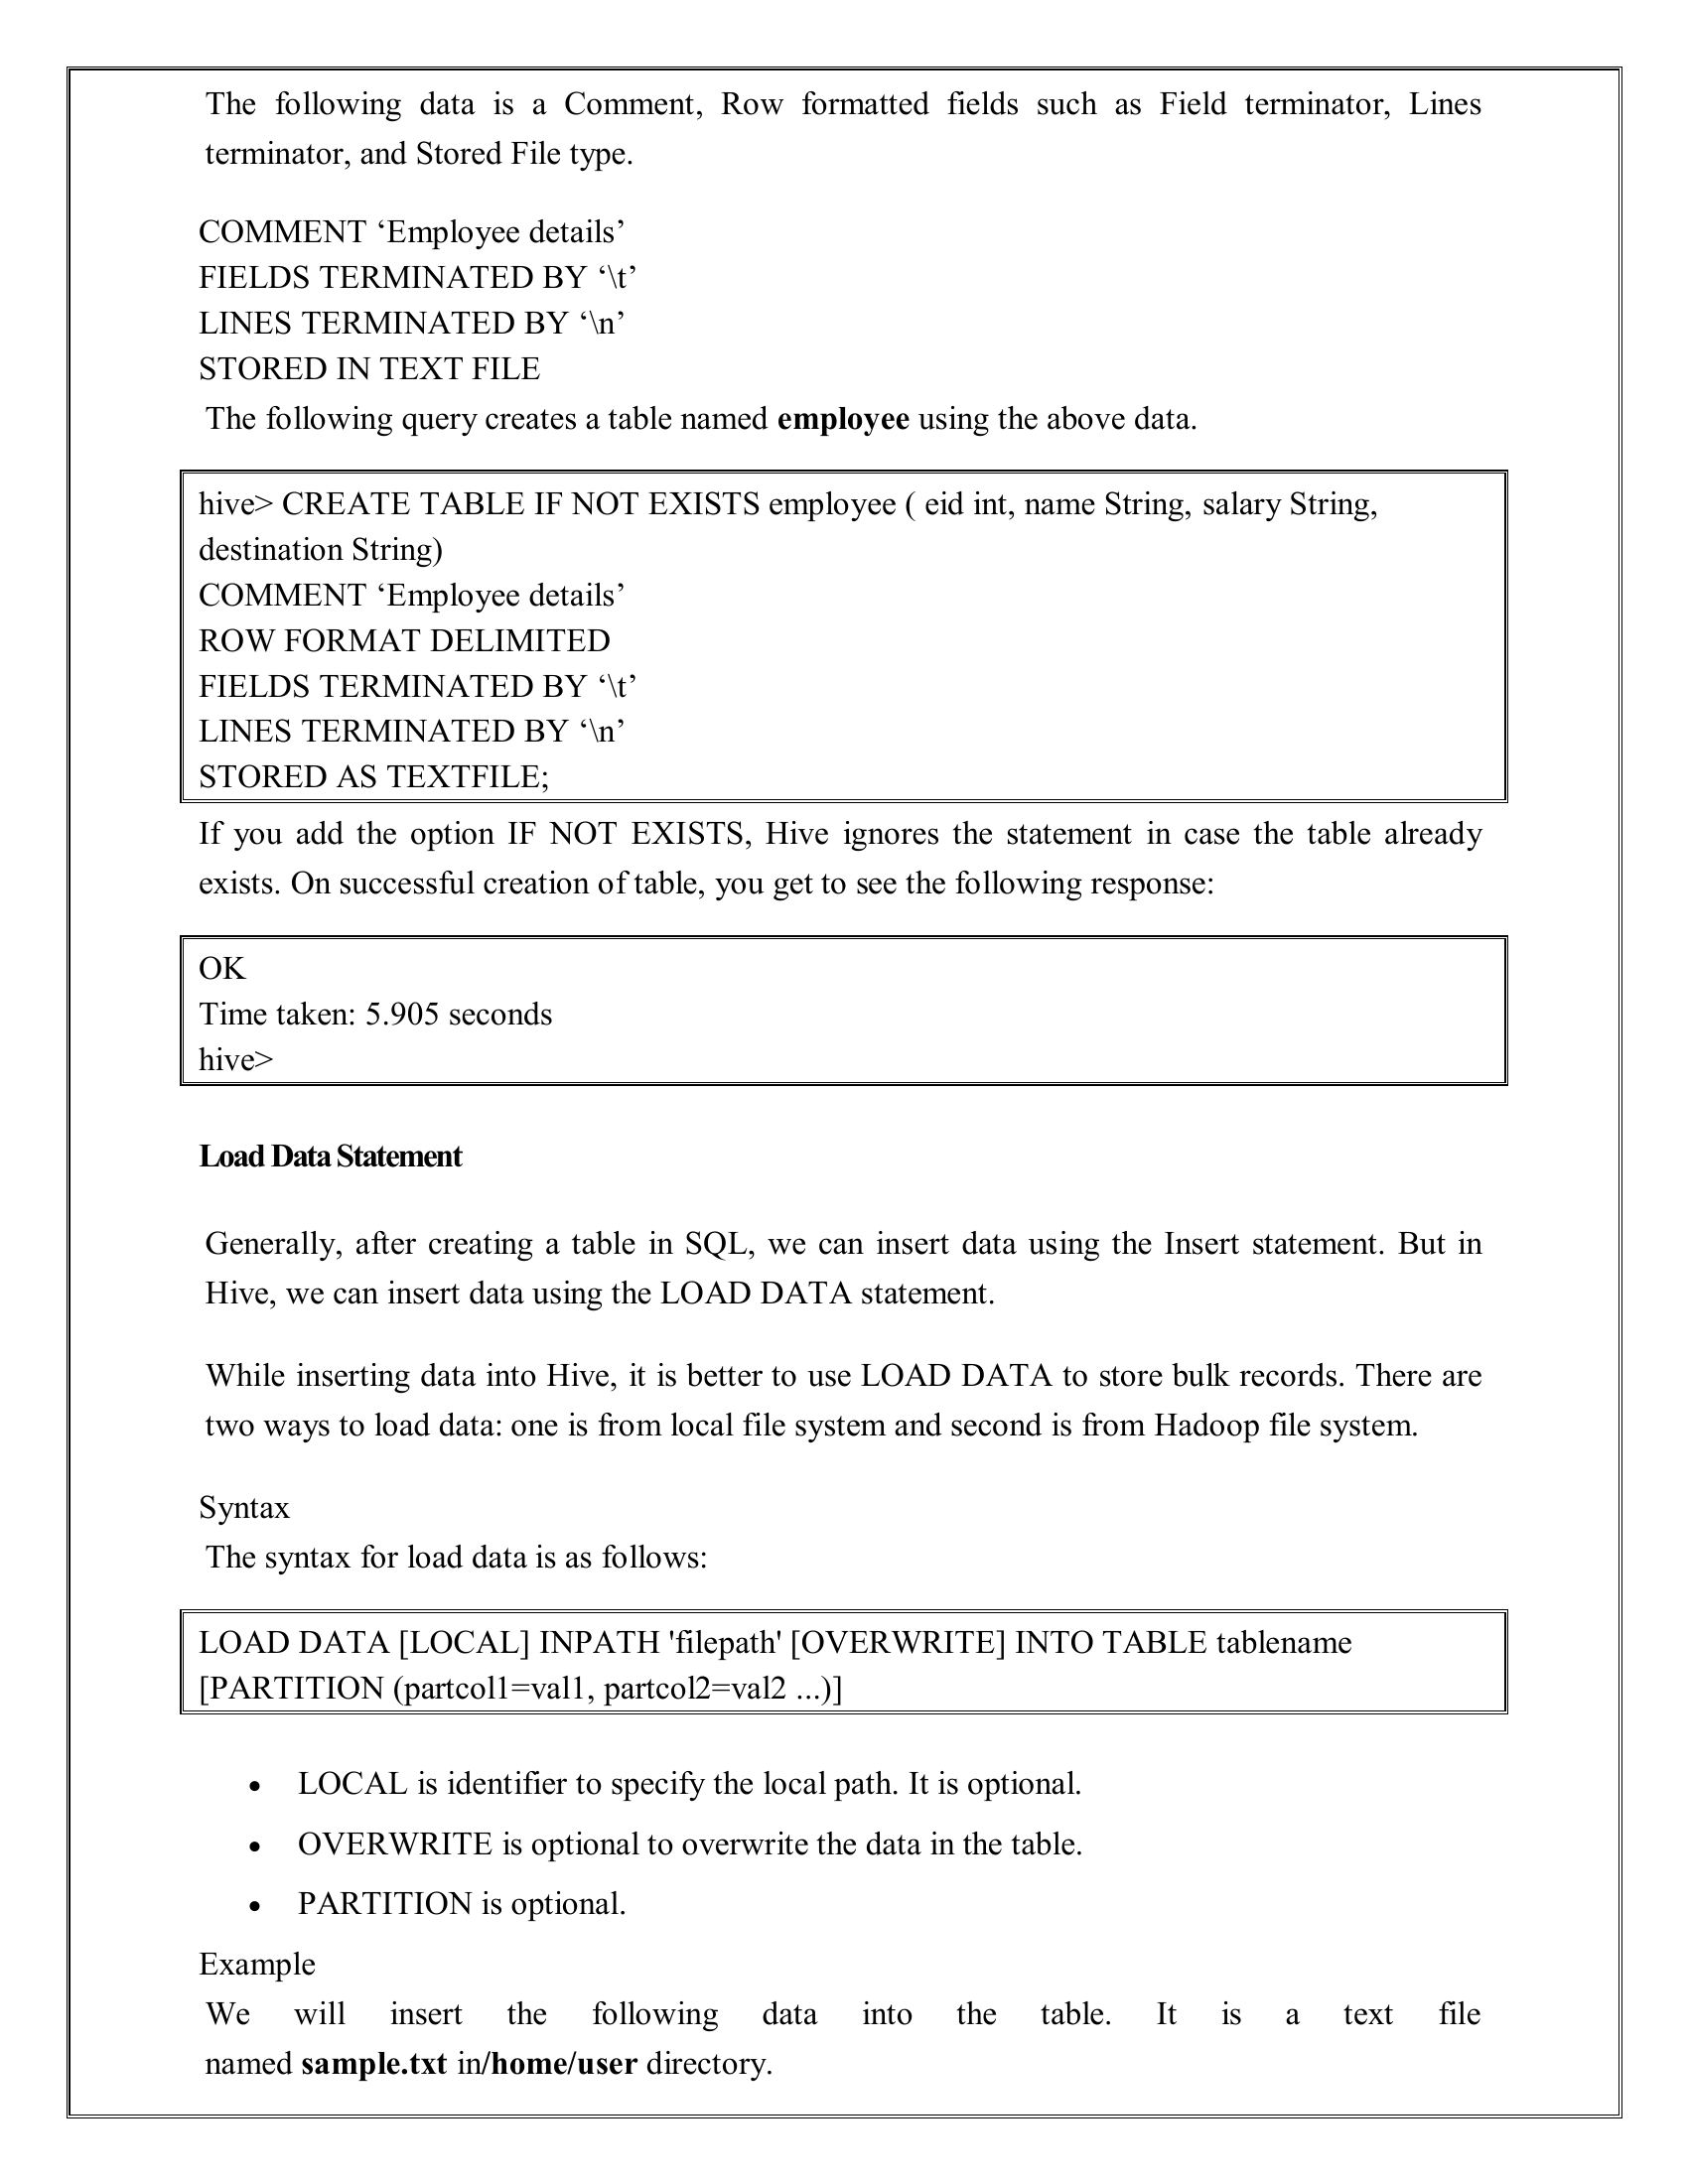 The following data is a Comment, Row formatted fields such as Field terminator, Lines
terminator, and Stored File type.
COMMENT ‘Employee details’
FIELDS TERMINATED BY ‘\t’
LINES TERMINATED BY ‘\n’
STORED IN TEXT FILE
The following query creates a table named employee using the above data.
hive> CREATE TABLE IF NOT EXISTS employee ( eid int, name String, salary String,
destination String)
COMMENT ‘Employee details’
ROW FORMAT DELIMITED
FIELDS TERMINATED BY ‘\t’
LINES TERMINATED BY ‘\n’
STORED AS TEXTFILE;
If you add the option IF NOT EXISTS, Hive ignores the statement in case the table already
exists. On successful creation of table, you get to see the following response:
OK
Time taken: 5.905 seconds
hive>
Load Data Statement
Generally, after creating a table in SQL, we can insert data using the Insert statement. But in
Hive, we can insert data using the LOAD DATA statement.
While inserting data into Hive, it is better to use LOAD DATA to store bulk records. There are
two ways to load data: one is from local file system and second is from Hadoop file system.
Syntax
The syntax for load data is as follows:
LOAD DATA [LOCAL] INPATH 'filepath' [OVERWRITE] INTO TABLE tablename
[PARTITION (partcol1=val1, partcol2=val2 ...)]
• LOCAL is identifier to specify the local path. It is optional.
• OVERWRITE is optional to overwrite the data in the table.
• PARTITION is optional.
Example
We will insert the following data into the table. It is a text file
named sample.txt in/home/user directory.